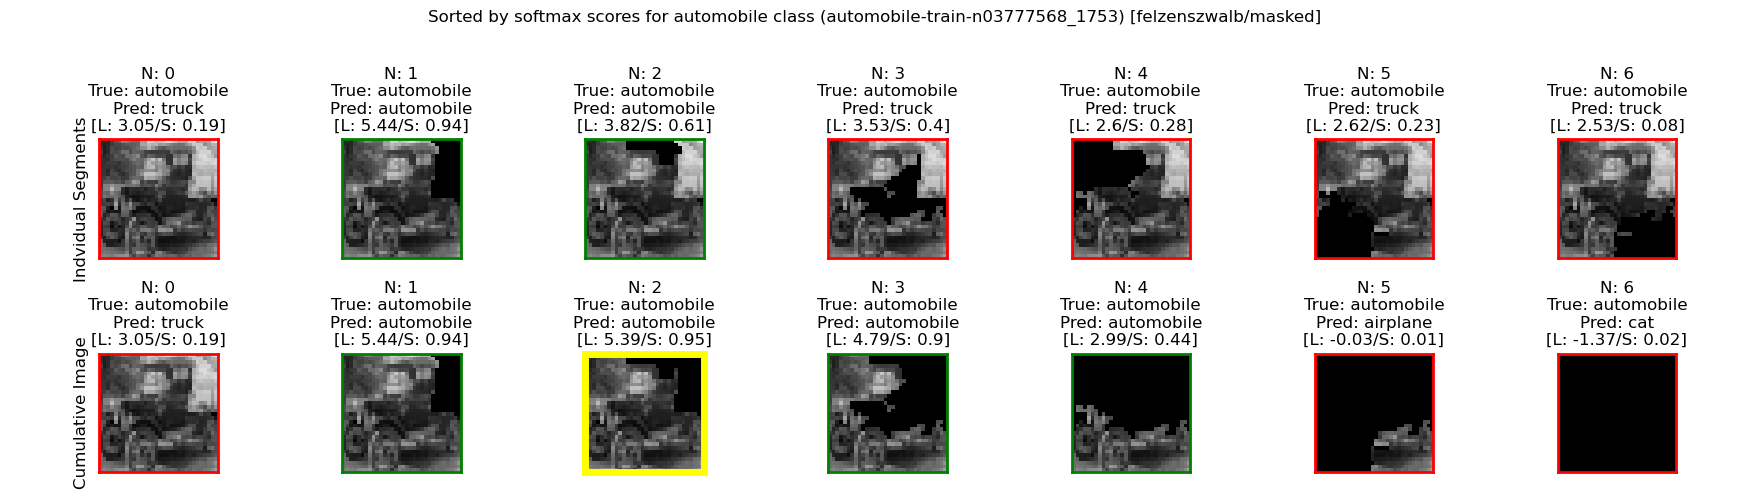 Sorted by softmax scores for automobile class (automobile-train-n03777568_1753) [felzenszwalb/masked]
Indvidual Segments
N: 0
True: automobile
Pred: truck
[L: 3.05/S: 0.19]
N: 1
True: automobile
Pred: automobile
[L: 5.44/S: 0.94]
N: 2
True: automobile
Pred: automobile
[L: 3.82/S: 0.61]
N: 3
True: automobile
Pred: truck
[L: 3.53/S: 0.4]
N: 4
True: automobile
Pred: truck
[L: 2.6/S: 0.28]
N: 5
True: automobile
Pred: truck
[L: 2.62/S: 0.23]
N: 6
True: automobile
Pred: truck
[L: 2.53/S: 0.08]
Cumulative Image
N: 0
True: automobile
Pred: truck
[L: 3.05/S: 0.19]
N: 1
True: automobile
Pred: automobile
[L: 5.44/S: 0.94]
N: 2
True: automobile
Pred: automobile
[L: 5.39/S: 0.95]
N: 3
True: automobile
Pred: automobile
[L: 4.79/S: 0.9]
N: 4
True: automobile
Pred: automobile
[L: 2.99/S: 0.44]
N: 5
True: automobile
Pred: airplane
[L: -0.03/S: 0.01]
N: 6
True: automobile
Pred: cat
[L: -1.37/S: 0.02]